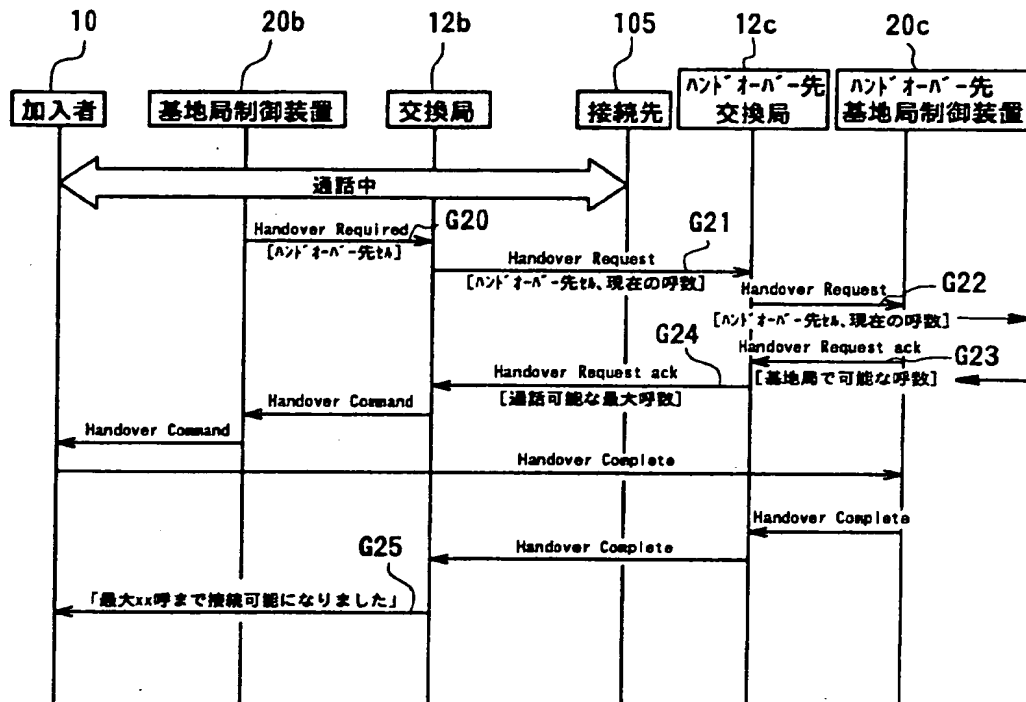 10
20b
12b
105
12c
20c
加入者
基地局制御装置
交換局
接続先
ハンドオーバー先
交換局
ハンドオーバー先
基地局制御装置
通話中
Handover Required
G20
[ハンドオーバー先セル]
G21
Handover Request
[ハンドオーバー先セル、現在の呼数]
Handover Request
G22
[ハンドオーバー先セル、現在の呼数]
G24
Handover Request ack
G23
[基地局で可能な呼数]
Handover Request ack
[通話可能な最大呼数]
Handover Command
Handover Command
Handover Complete
Handover Complete
Handover Complete
G25
「最大xx呼まで接続可能になりました」